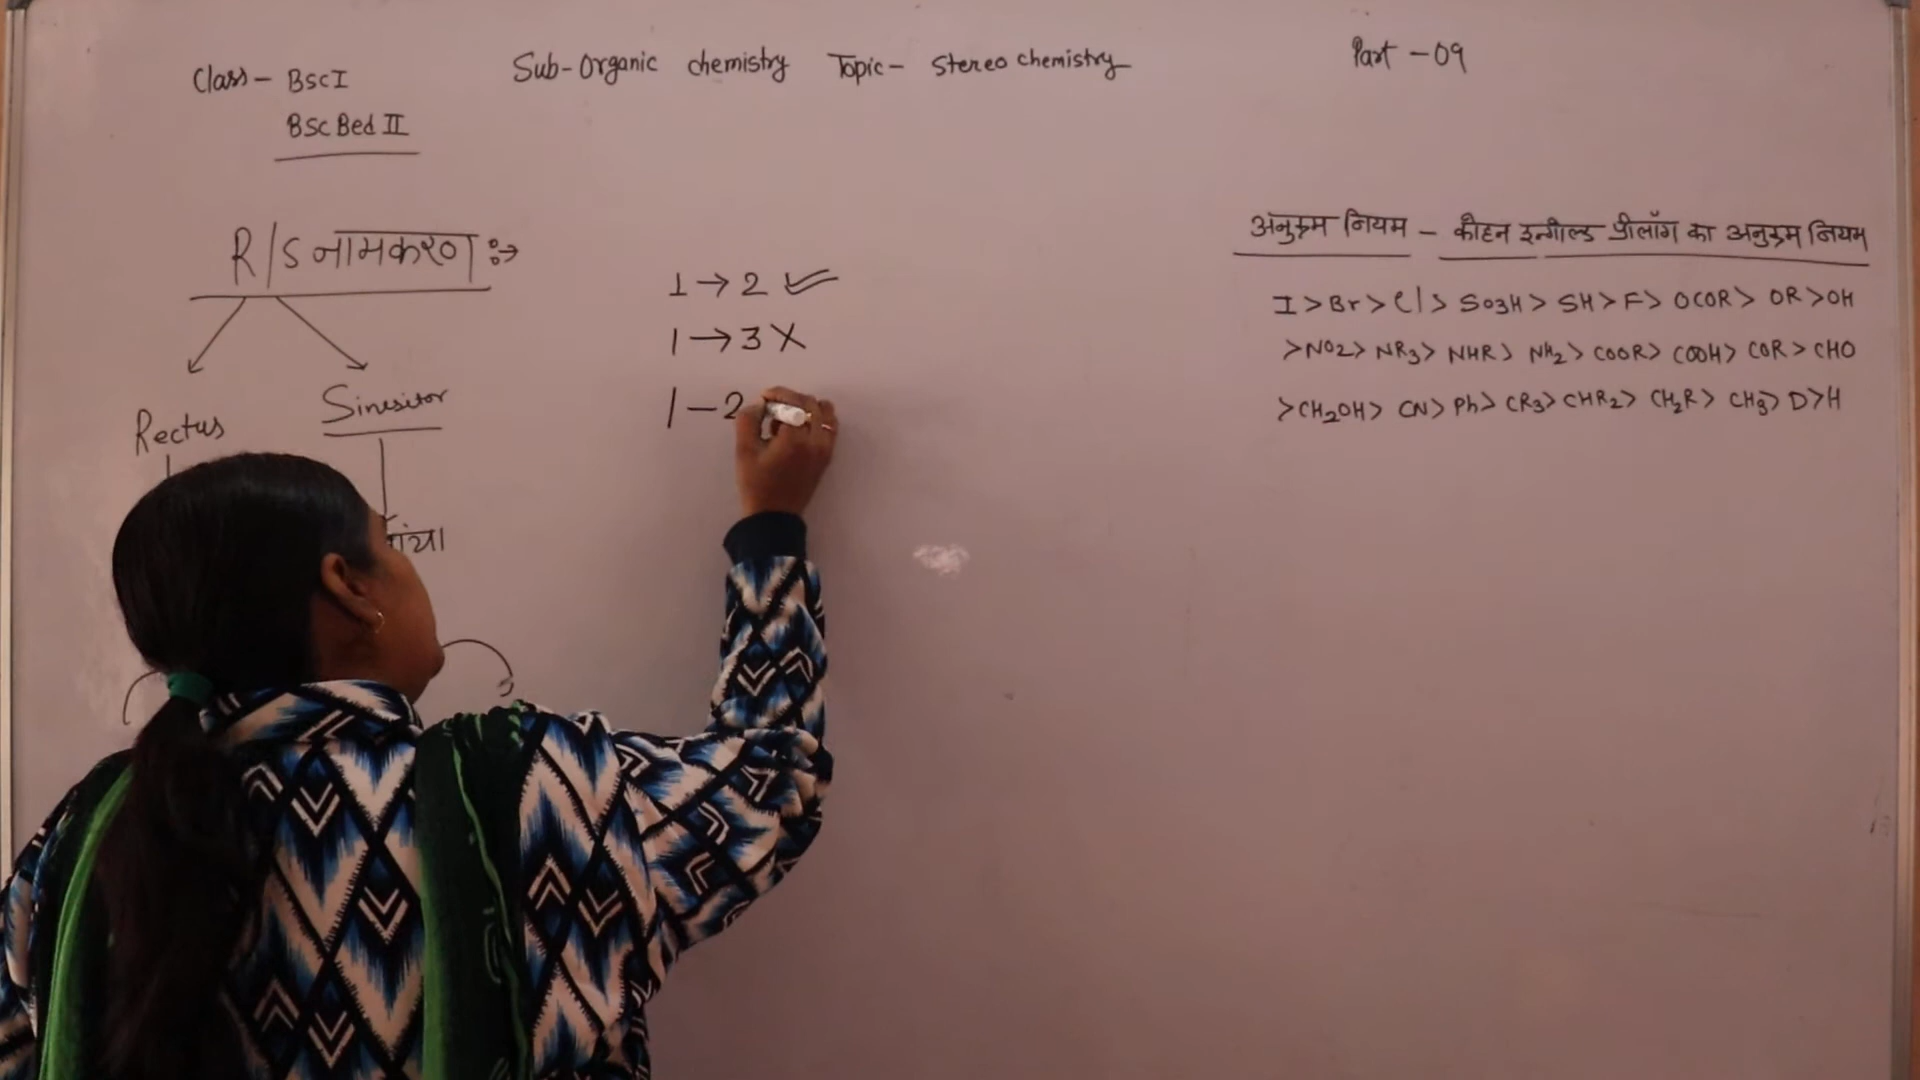 Class - BSc I
BSc Bed II
Sub-Organic chemistry Topic - Stereo chemistry
Part - 09
R/S नामकरण :→
Rectus
Sinisitor
1 → 2 ✓
1 → 3 X
1 - 2
अनुक्रम नियम - कॉहन इन्गोल्ड प्रीलॉग का अनुक्रम नियम
I > Br > Cl > SO3H > SH > F > OCOR > OR > OH
> NO2 > NR3 > NHR > NH2 > COOR > COOH > COR > CHO
> CH2OH > CN > Ph > CR3 > CHR2 > CH2R > CH3 > D > H